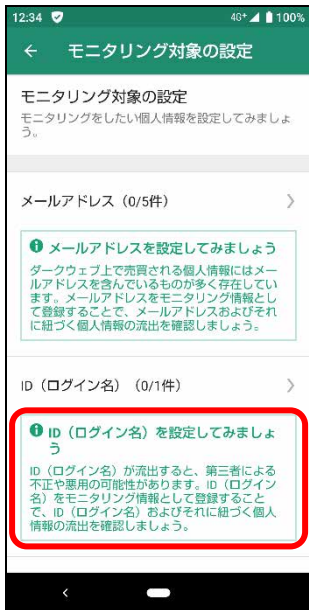 12:34 4G+ 100%
← モニタリング対象の設定
モニタリング対象の設定
モニタリングをしたい個人情報を設定してみましょ
う。
メールアドレス（0/5件）
メールアドレスを設定してみましょう
ダークウェブ上で売買される個人情報にはメー
ルアドレスを含んでいるものが多く存在してい
ます。メールアドレスをモニタリング情報とし
て登録することで、メールアドレスおよびそれ
に紐づく個人情報の流出を確認しましょう。
ID（ログイン名）（0/1件）
ID（ログイン名）を設定してみましょ
う
ID（ログイン名）が流出すると、第三者による
不正や悪用の可能性があります。ID（ログイン
名）をモニタリング情報として登録すること
で、ID（ログイン名）およびそれに紐づく個人
情報の流出を確認しましょう。